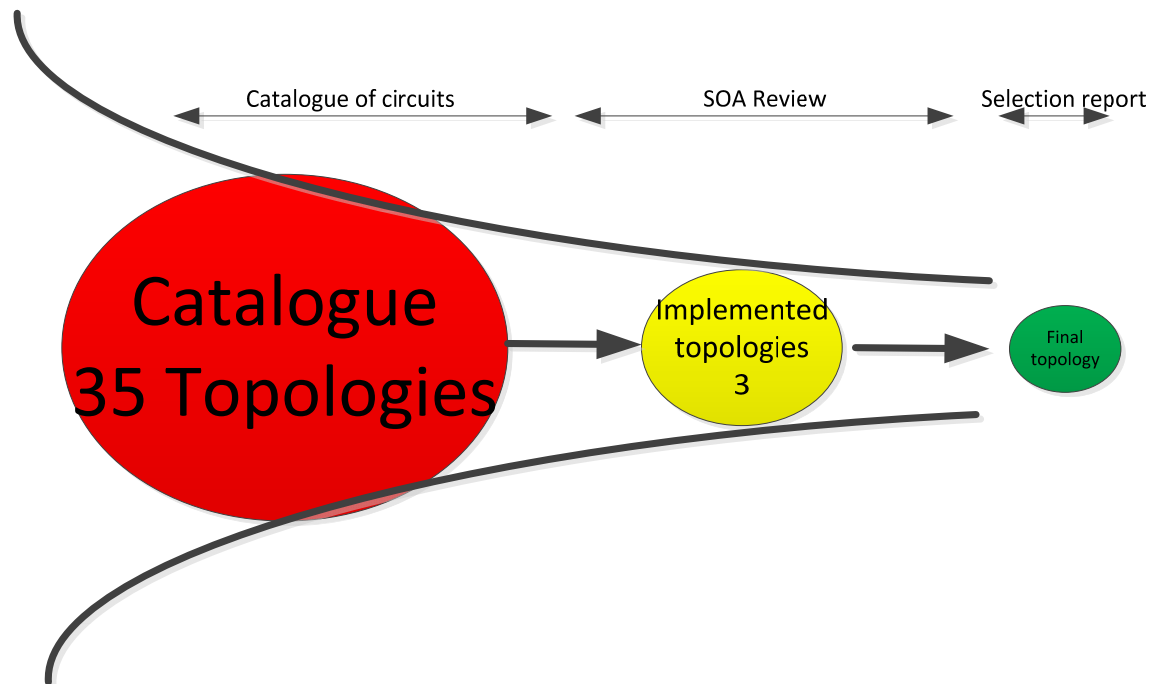 Catalogue of circuits
SOA Review
Selection report
Catalogue
35 Topologies
Implemented
topologies
3
Final
topology